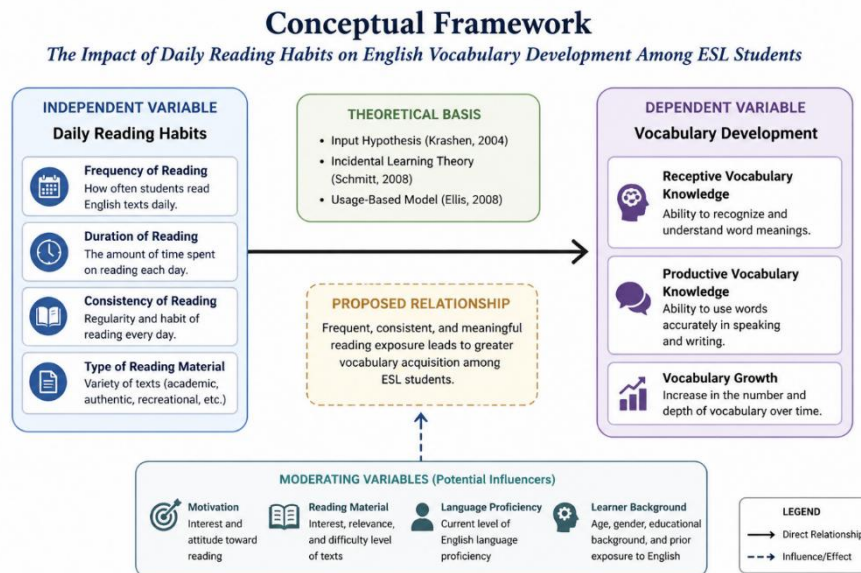 Conceptual Framework
The Impact of Daily Reading Habits on English Vocabulary Development Among ESL Students
INDEPENDENT VARIABLE
Daily Reading Habits
Frequency of Reading
How often students read
English texts daily.
Duration of Reading
The amount of time spent
on reading each day.
Consistency of Reading
Regularity and habit of
reading every day.
Type of Reading Material
Variety of texts (academic,
authentic, recreational, etc.)
THEORETICAL BASIS
• Input Hypothesis (Krashen, 2004)
• Incidental Learning Theory
(Schmitt, 2008)
• Usage-Based Model (Ellis, 2008)
PROPOSED RELATIONSHIP
Frequent, consistent, and meaningful
reading exposure leads to greater
vocabulary acquisition among
ESL students.
DEPENDENT VARIABLE
Vocabulary Development
Receptive Vocabulary
Knowledge
Ability to recognize and
understand word meanings.
Productive Vocabulary
Knowledge
Ability to use words
accurately in speaking
and writing.
Vocabulary Growth
Increase in the number and
depth of vocabulary over time.
MODERATING VARIABLES (Potential Influencers)
Motivation
Interest and
attitude toward
reading
Reading Material
Interest, relevance,
and difficulty level
of texts
Language Proficiency
Current level of
English language
proficiency
Learner Background
Age, gender, educational
background, and prior
exposure to English
LEGEND
Direct Relationship
Influence/Effect